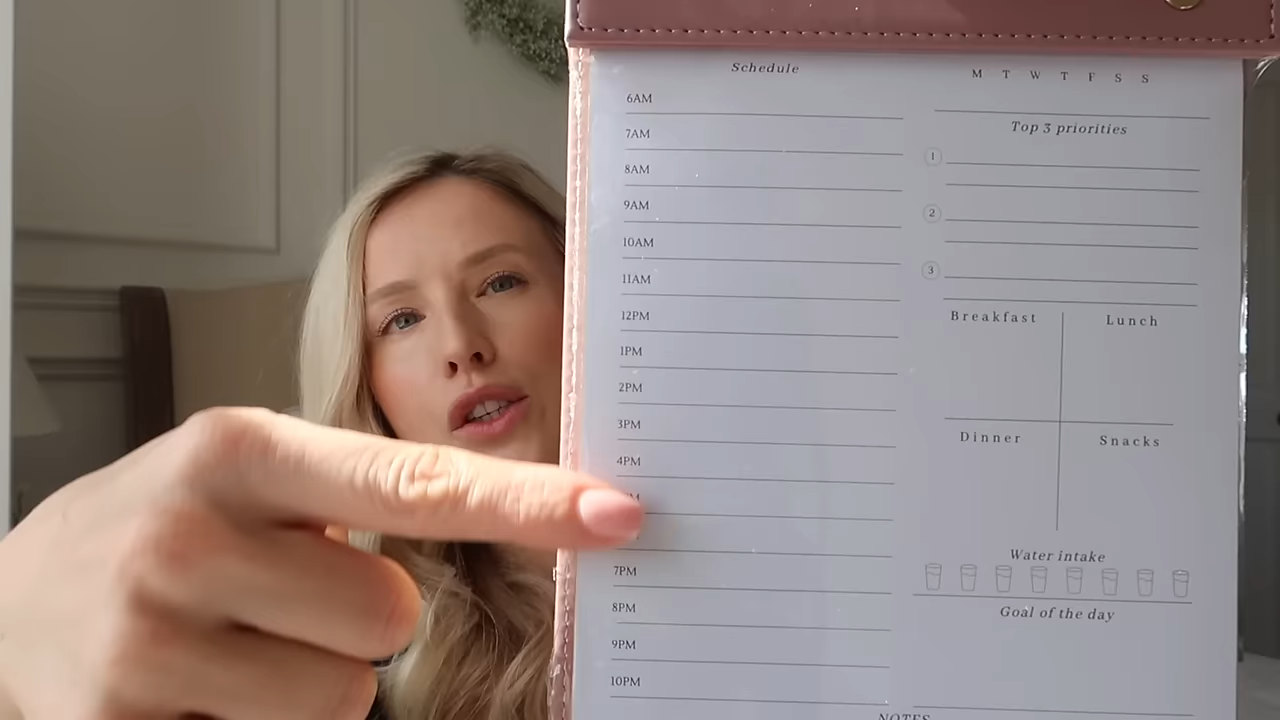 Schedule
6AM
7AM
8AM
9AM
10AM
11AM
12PM
1PM
2PM
3PM
4PM
7PM
8PM
9PM
10PM
M T W T F S S
Top 3 priorities
1
2
3
Breakfast Lunch
Dinner Snacks
Water intake
Goal of the day
NOTES